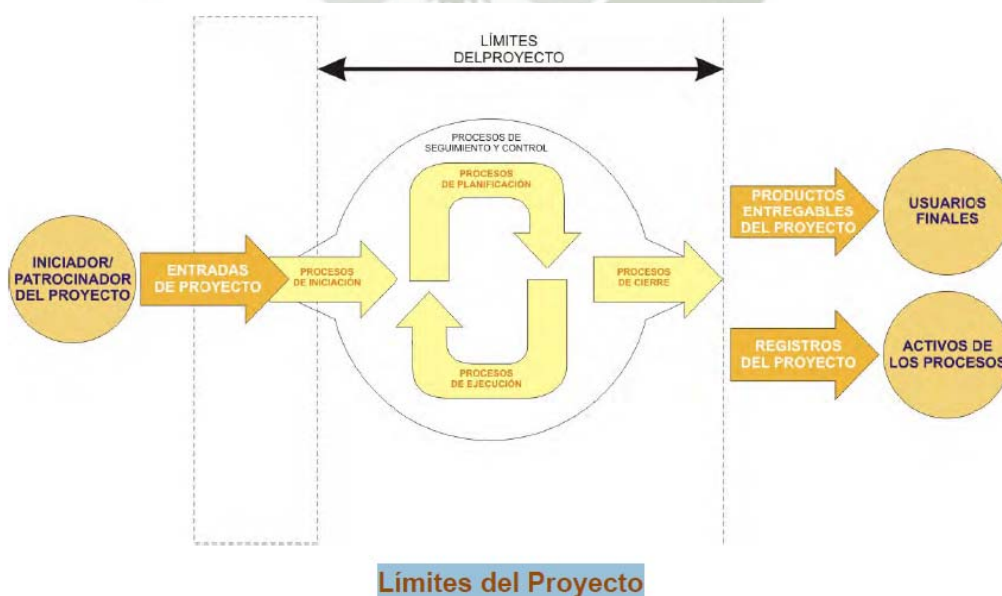 LÍMITES
DELPROYECTO
PROCESOS DE
SEGUIMIENTO Y CONTROL
PROCESOS
DE PLANIFICACIÓN
INICIADOR/
PATROCINADOR
DEL PROYECTO
ENTRADAS
DE PROYECTO
PROCESOS
DE INICIACIÓN
PROCESOS
DE EJECUCIÓN
PROCESOS
DE CIERRE
PRODUCTOS
ENTREGABLES
DEL PROYECTO
USUARIOS
FINALES
REGISTROS
DEL PROYECTO
ACTIVOS DE
LOS PROCESOS
Límites del Proyecto